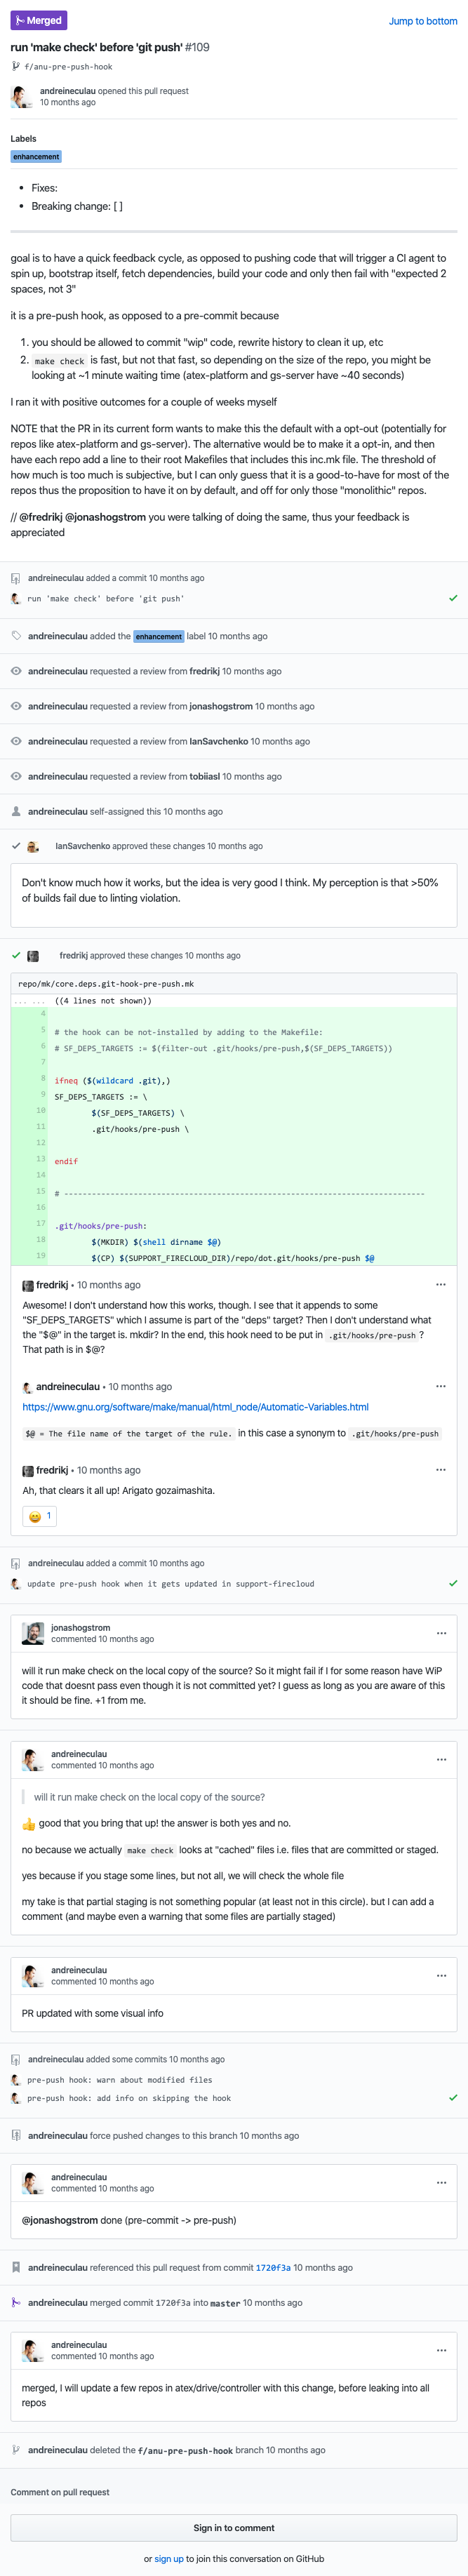 Merged
Jump to bottom
run 'make check' before 'git push' #109
f/anu-pre-push-hook
andreineculau opened this pull request
10 months ago
Labels
enhancement
• Fixes:
• Breaking change: [ ]
goal is to have a quick feedback cycle, as opposed to pushing code that will trigger a CI agent to
spin up, bootstrap itself, fetch dependencies, build your code and only then fail with "expected 2
spaces, not 3"
it is a pre-push hook, as opposed to a pre-commit because
1. you should be allowed to commit "wip" code, rewrite history to clean it up, etc
2. make check is fast, but not that fast, so depending on the size of the repo, you might be
looking at ~1 minute waiting time (atex-platform and gs-server have ~40 seconds)
I ran it with positive outcomes for a couple of weeks myself
NOTE that the PR in its current form wants to make this the default with a opt-out (potentially for
repos like atex-platform and gs-server). The alternative would be to make it a opt-in, and then
have each repo add a line to their root Makefiles that includes this inc.mk file. The threshold of
how much is too much is subjective, but I can only guess that it is a good-to-have for most of the
repos thus the proposition to have it on by default, and off for only those "monolithic" repos.
// @fredrikj @jonashogstrom you were talking of doing the same, thus your feedback is
appreciated
andreineculau added a commit 10 months ago
run 'make check' before 'git push'
andreineculau added the enhancement label 10 months ago
andreineculau requested a review from fredrikj 10 months ago
andreineculau requested a review from jonashogstrom 10 months ago
andreineculau requested a review from IanSavchenko 10 months ago
andreineculau requested a review from tobiiasl 10 months ago
andreineculau self-assigned this 10 months ago
IanSavchenko approved these changes 10 months ago
Don't know much how it works, but the idea is very good I think. My perception is that >50%
of builds fail due to linting violation.
fredrikj approved these changes 10 months ago
repo/mk/core.deps.git-hook-pre-push.mk
... ... ((4 lines not shown))
4
5 # the hook can be not-installed by adding to the Makefile:
6 # SF_DEPS_TARGETS := $(filter-out .git/hooks/pre-push,$(SF_DEPS_TARGETS))
7
8 ifneq ($(wildcard .git),)
9 SF_DEPS_TARGETS := \
10 $(SF_DEPS_TARGETS) \
11 .git/hooks/pre-push \
12
13 endif
14
15 # ------------------------------------------------------------------------------
16
17 .git/hooks/pre-push:
18 $(MKDIR) $(shell dirname $@)
19 $(CP) $(SUPPORT_FIRECLOUD_DIR)/repo/dot.git/hooks/pre-push $@
fredrikj • 10 months ago
Awesome! I don't understand how this works, though. I see that it appends to some
"SF_DEPS_TARGETS" which I assume is part of the "deps" target? Then I don't understand what
the "$@" in the target is. mkdir? In the end, this hook need to be put in .git/hooks/pre-push ?
That path is in $@?
andreineculau • 10 months ago
https://www.gnu.org/software/make/manual/html_node/Automatic-Variables.html
$@ = The file name of the target of the rule. in this case a synonym to .git/hooks/pre-push
fredrikj • 10 months ago
Ah, that clears it all up! Arigato gozaimashita.
😄 1
andreineculau added a commit 10 months ago
update pre-push hook when it gets updated in support-firecloud
jonashogstrom
commented 10 months ago
will it run make check on the local copy of the source? So it might fail if I for some reason have WiP
code that doesnt pass even though it is not committed yet? I guess as long as you are aware of this
it should be fine. +1 from me.
andreineculau
commented 10 months ago
will it run make check on the local copy of the source?
👍 good that you bring that up! the answer is both yes and no.
no because we actually make check looks at "cached" files i.e. files that are committed or staged.
yes because if you stage some lines, but not all, we will check the whole file
my take is that partial staging is not something popular (at least not in this circle). but I can add a
comment (and maybe even a warning that some files are partially staged)
andreineculau
commented 10 months ago
PR updated with some visual info
andreineculau added some commits 10 months ago
pre-push hook: warn about modified files
pre-push hook: add info on skipping the hook
andreineculau force pushed changes to this branch 10 months ago
andreineculau
commented 10 months ago
@jonashogstrom done (pre-commit -> pre-push)
andreineculau referenced this pull request from commit 1720f3a 10 months ago
andreineculau merged commit 1720f3a into master 10 months ago
andreineculau
commented 10 months ago
merged, I will update a few repos in atex/drive/controller with this change, before leaking into all
repos
andreineculau deleted the f/anu-pre-push-hook branch 10 months ago
Comment on pull request
Sign in to comment
or sign up to join this conversation on GitHub